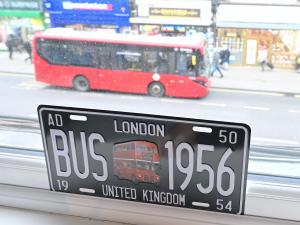 AD LONDON 50
BUS 1956
19 UNITED KINGDOM 54